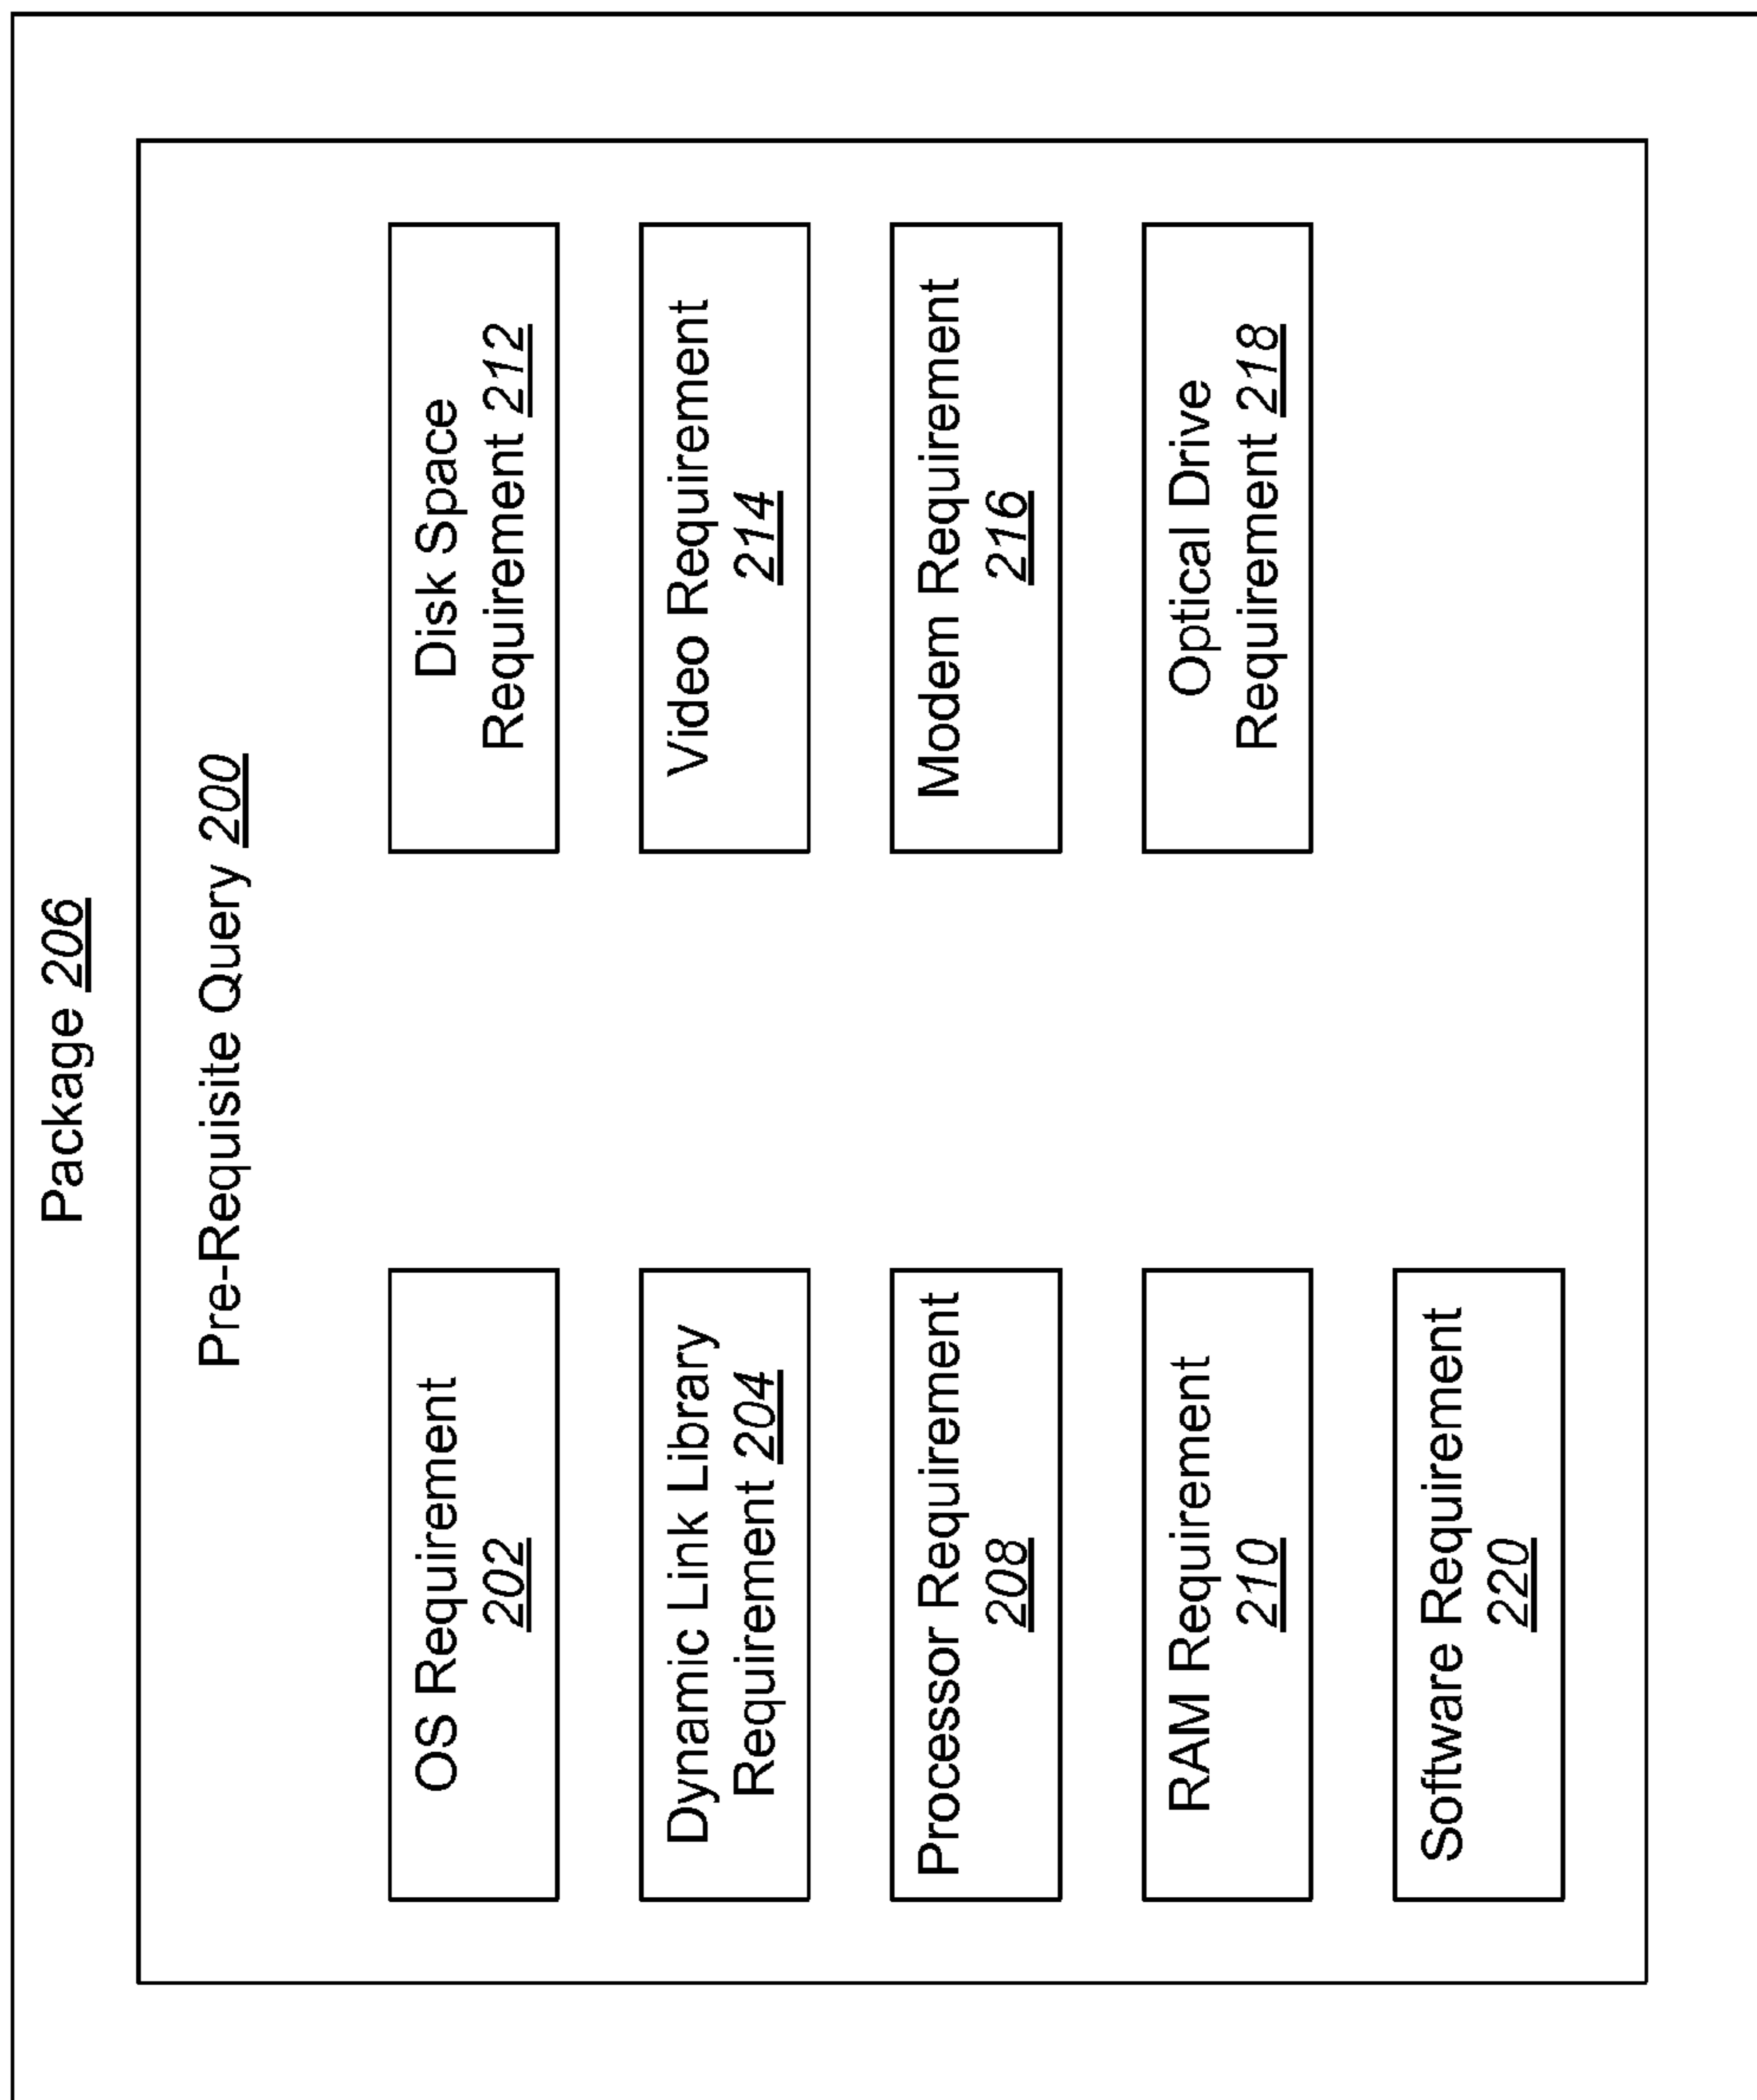 Package 206
Pre-Requisite Query 200
OS Requirement
202
Dynamic Link Library
Requirement 204
Processor Requirement
208
RAM Requirement
210
Software Requirement
220
Disk Space
Requirement 212
Video Requirement
214
Modem Requirement
216
Optical Drive
Requirement 218